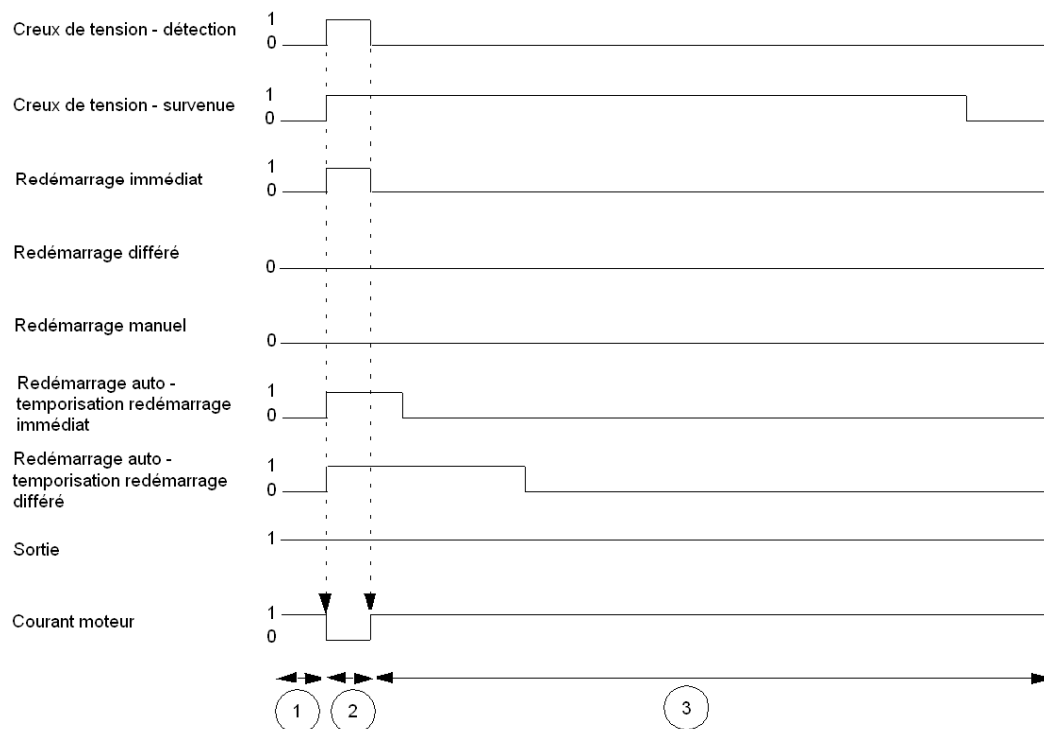 Creux de tension - détection
1
0
Creux de tension - survenue
1
0
Redémarrage immédiat
1
0
Redémarrage différé
0
Redémarrage manuel
0
Redémarrage auto -
temporisation redémarrage
immédiat
1
0
Redémarrage auto -
temporisation redémarrage
différé
1
0
Sortie
1
Courant moteur
1
0
1
2
3